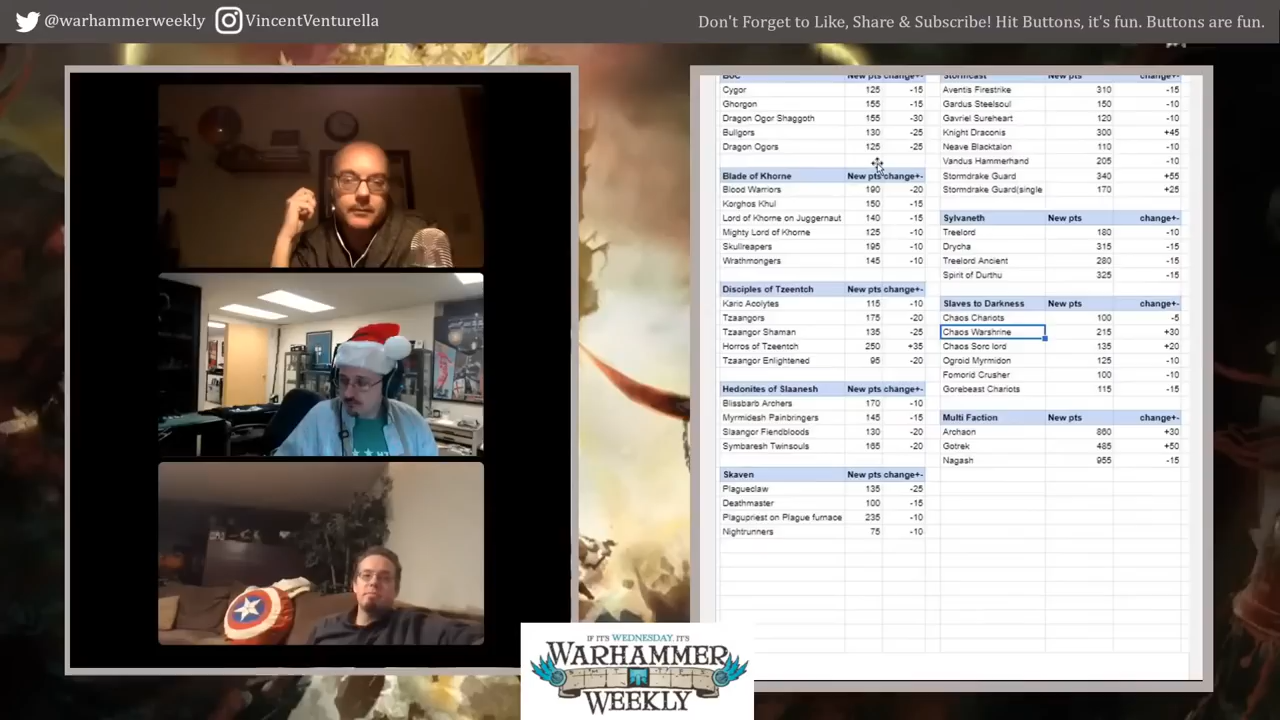 @warhammerweekly VincentVenturella
Don't Forget to Like, Share & Subscribe! Hit Buttons, it's fun. Buttons are fun.
BoC New pts change+-
Cygor 125 -15
Ghorgon 155 -15
Dragon Ogor Shaggoth 155 -30
Bullgors 130 -25
Dragon Ogors 125 -25
Blade of Khorne New pts change+-
Blood Warriors 190 -20
Korghos Khul 150 -15
Lord of Khorne on Juggernaut 140 -15
Mighty Lord of Khorne 125 -10
Skullreapers 195 -10
Wrathmongers 145 -10
Disciples of Tzeentch New pts change+-
Karic Acolytes 115 -10
Tzaangors 175 -20
Tzaangor Shaman 135 -25
Horros of Tzeentch 250 +35
Tzaangor Enlightened 95 -20
Hedonites of Slaanesh New pts change+-
Blissbarb Archers 170 -10
Myrmidesh Painbringers 145 -15
Slaangor Fiendbloods 130 -20
Symbaresh Twinsouls 165 -20
Skaven New pts change+-
Plagueclaw 135 -25
Deathmaster 100 -15
Plagupriest on Plague furnace 235 -10
Nightrunners 75 -10
Stormcast New pts change+-
Aventis Firestrike 310 -15
Gardus Steelsoul 150 -10
Gavriel Sureheart 120 -10
Knight Draconis 300 +45
Neave Blacktalon 110 -10
Vandus Hammerhand 205 -10
Stormdrake Guard 340 +55
Stormdrake Guard(single 170 +25
Sylvaneth New pts change+-
Treelord 180 -10
Drycha 315 -15
Treelord Ancient 280 -15
Spirit of Durthu 325 -15
Slaves to Darkness New pts change+-
Chaos Chariots 100 -5
Chaos Warshrine 215 +30
Chaos Sorc lord 135 +20
Ogroid Myrmidon 125 -10
Fomorid Crusher 100 -10
Gorebeast Chariots 115 -15
Multi Faction New pts change+-
Archaon 860 +30
Gotrek 485 +50
Nagash 955 -15
IF IT'S WEDNESDAY, IT'S
WARHAMMER
WEEKLY